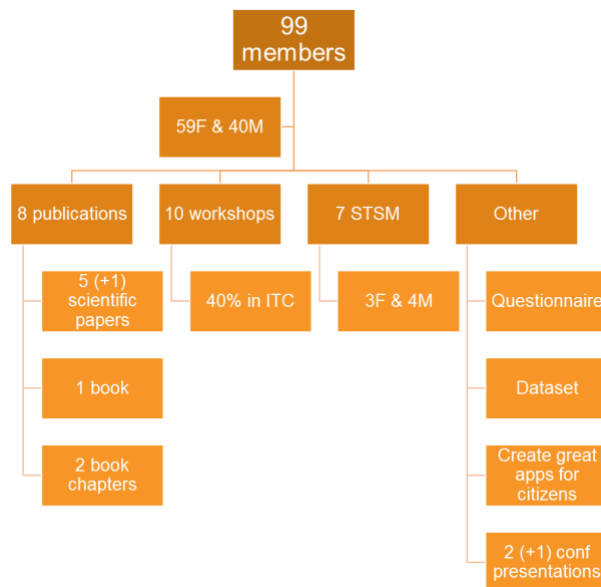 99
members
59F & 40M
8 publications
10 workshops
7 STSM
Other
5 (+1)
scientific
papers
1 book
2 book
chapters
40% in ITC
3F & 4M
Questionnaire
Dataset
Create great
apps for
citizens
2 (+1) conf
presentations